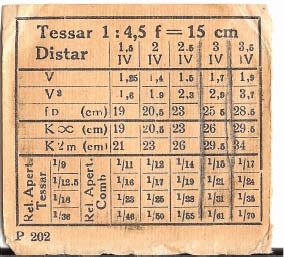 Tessar 1:4,5 f=15 cm
Distar 1,5 2 2.5 3 3,5
IV IV IV IV IV
V 1,25 1,4 1.5 1,7 1,9
V² 1,6 1.9 2,3 2,9 3,7
fD (cm) 19 20,5 23 25,5 28.5
K∞ (cm) 19 20,5 23 26 29.5
K 2m (cm) 21 23 26 29.5 34
Rel. Apert. Tessar 1/9 Rel. Apert. Comb 1/11 1/12 1/14 1/15 1/17
1/12.5 1/16 1/17 1/19 1/21 1/24
1/18 1/23 1/25 1/28 1/31 1/35
1/36 1/46 1/50 1/55 1/61 1/70
P 202